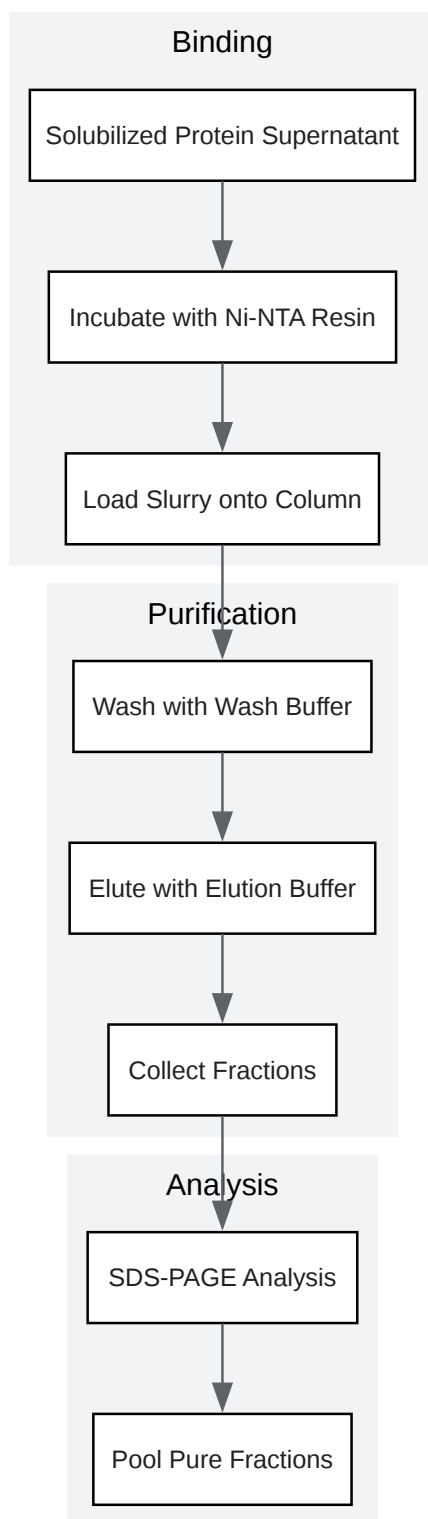 Binding
Solubilized Protein Supernatant
Incubate with Ni-NTA Resin
Load Slurry onto Column
Purification
Wash with Wash Buffer
Elute with Elution Buffer
Collect Fractions
Analysis
SDS-PAGE Analysis
Pool Pure Fractions